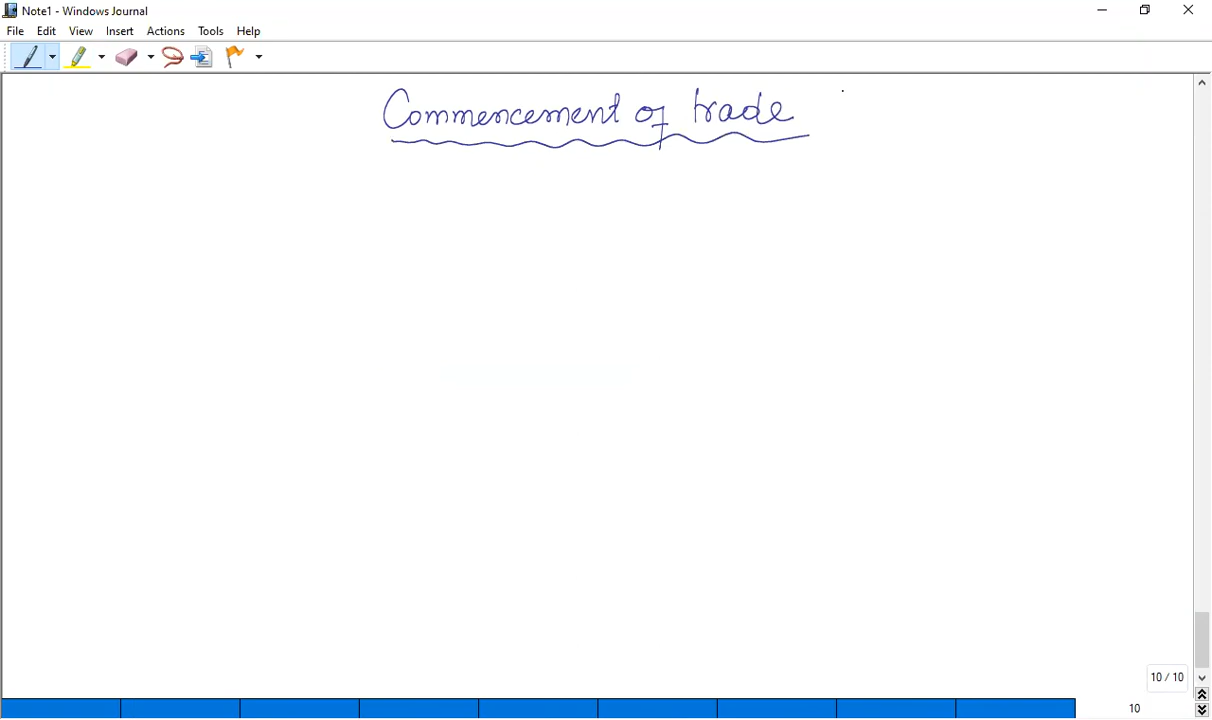 Note1 - Windows Journal
File Edit View Insert Actions Tools Help
Commencement of trade
10 / 10
10